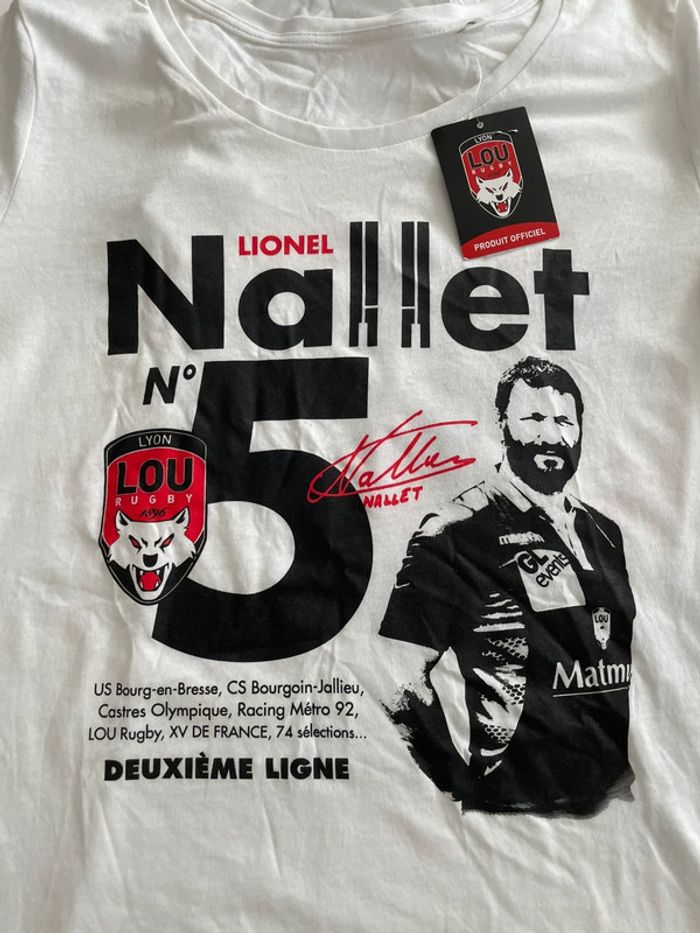 LYON
LOU
RUGBY
PRODUIT OFFICIEL
LIONEL
Nallet
N° 5
LYON
LOU
RUGBY
1896
Nallet
NALLET
macron
GL
events
LOU
Matmu
US Bourg-en-Bresse, CS Bourgoin-Jallieu,
Castres Olympique, Racing Métro 92,
LOU Rugby, XV DE FRANCE, 74 sélections...
DEUXIÈME LIGNE